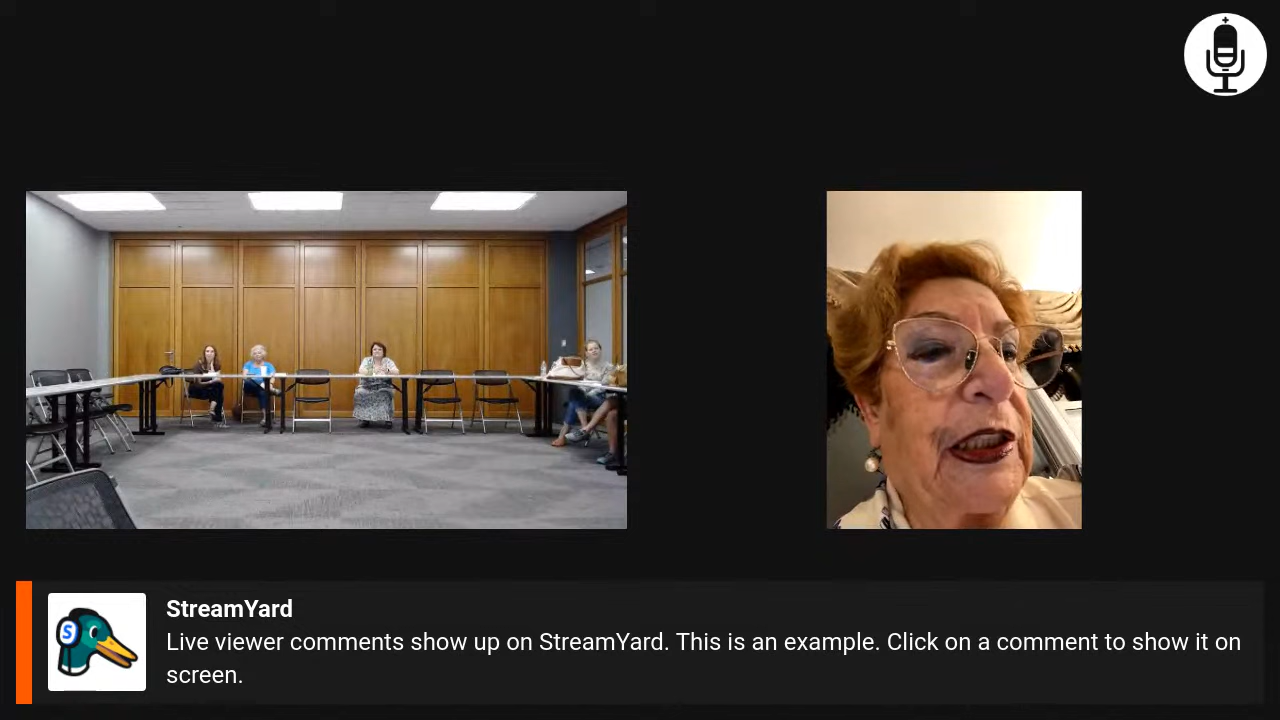 StreamYard
Live viewer comments show up on StreamYard. This is an example. Click on a comment to show it on
screen.
S